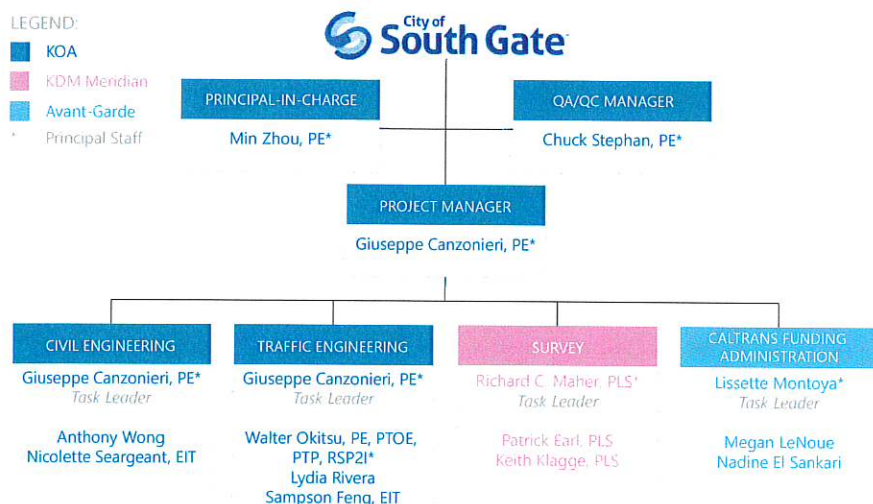 LEGEND:
KOA
KDM Meridian
Avant-Garde
* Principal Staff
City of
South Gate
PRINCIPAL-IN-CHARGE
Min Zhou, PE*
QA/QC MANAGER
Chuck Stephan, PE*
PROJECT MANAGER
Giuseppe Canzonieri, PE*
CIVIL ENGINEERING
Giuseppe Canzonieri, PE*
Task Leader
Anthony Wong
Nicolette Seargeant, EIT
TRAFFIC ENGINEERING
Giuseppe Canzonieri, PE*
Task Leader
Walter Okitsu, PE, PTOE,
PTP, RSP2I*
Lydia Rivera
Sampson Feng, EIT
SURVEY
Richard C. Maher, PLS*
Task Leader
Patrick Earl, PLS
Keith Klagge, PLS
CALTRANS FUNDING
ADMINISTRATION
Lissette Montoya*
Task Leader
Megan LeNoue
Nadine El Sankari